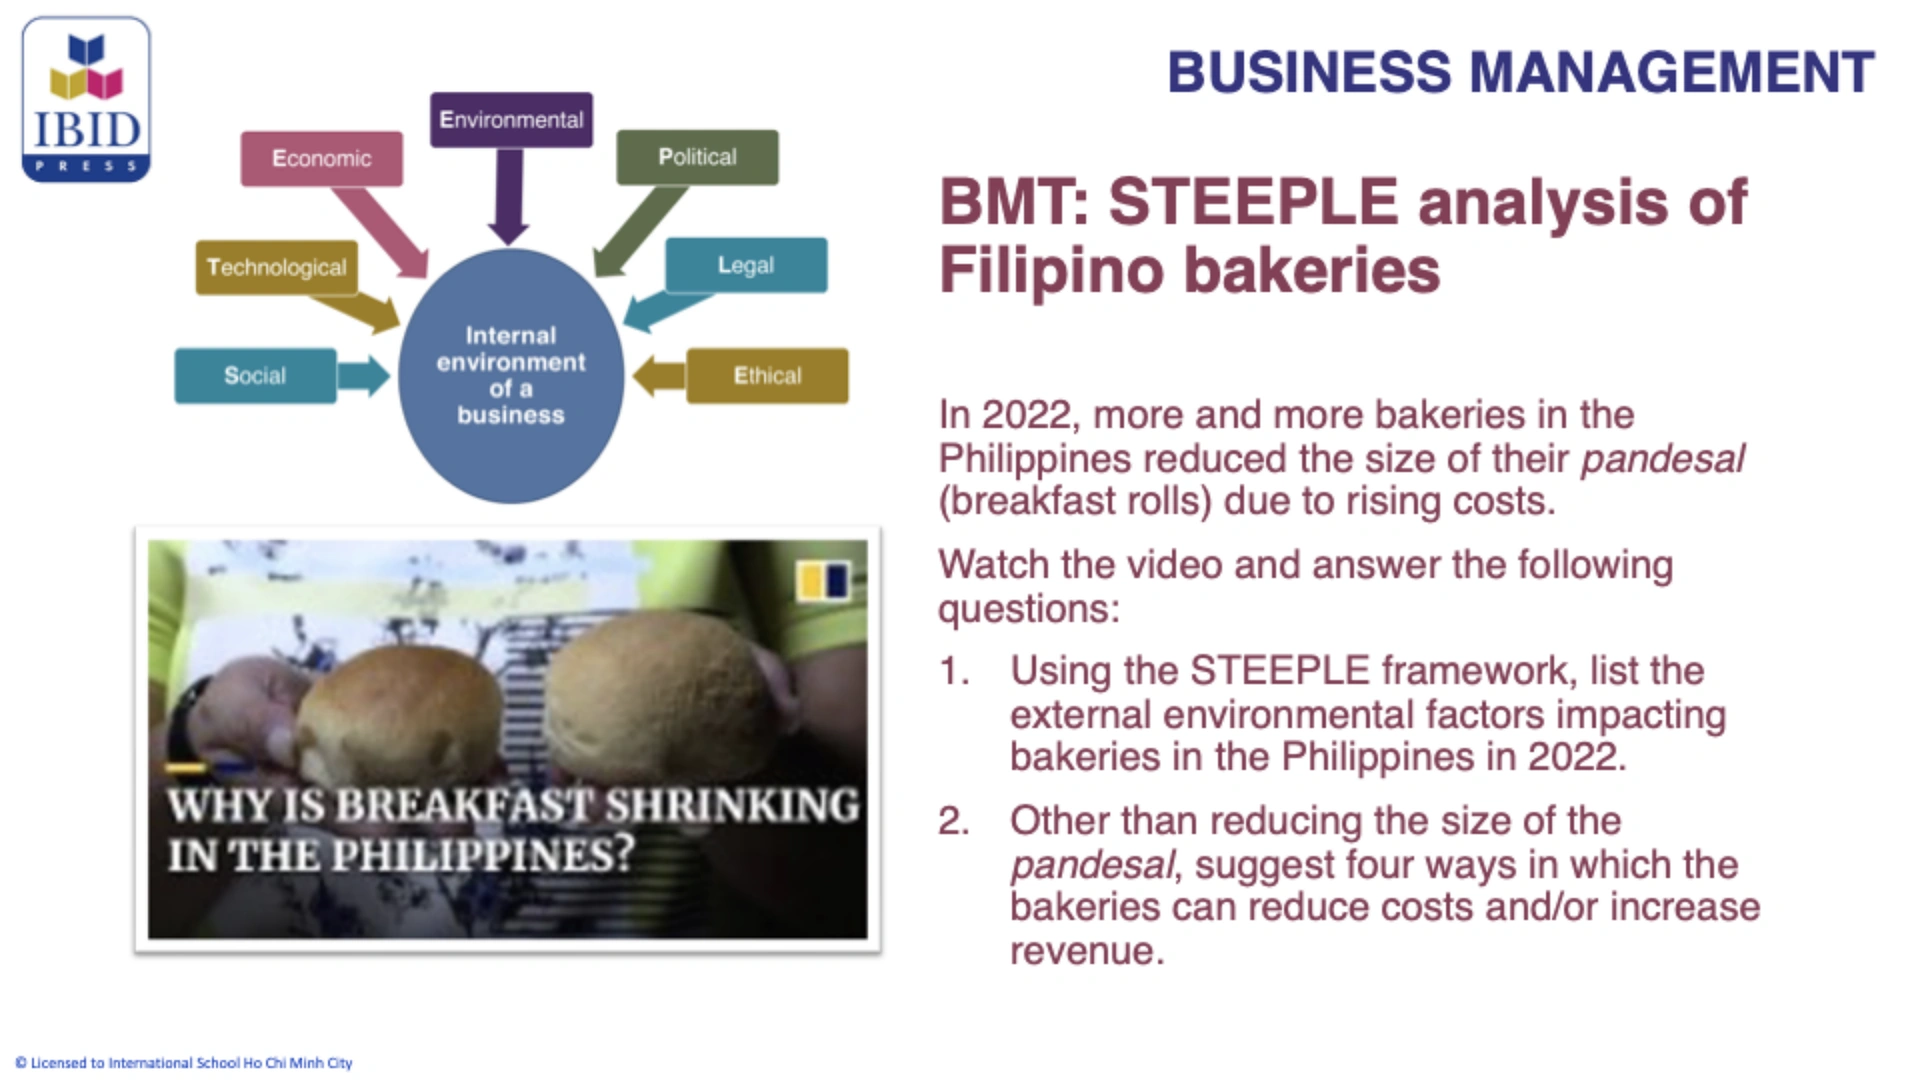 IBID
PRESS
BUSINESS MANAGEMENT
Environmental
Economic
Political
Technological
Legal
Social
Ethical
Internal
environment
of a
business
BMT: STEEPLE analysis of
Filipino bakeries
In 2022, more and more bakeries in the
Philippines reduced the size of their pandesal
(breakfast rolls) due to rising costs.
Watch the video and answer the following
questions:
1. Using the STEEPLE framework, list the
external environmental factors impacting
bakeries in the Philippines in 2022.
2. Other than reducing the size of the
pandesal, suggest four ways in which the
bakeries can reduce costs and/or increase
revenue.
WHY IS BREAKFAST SHRINKING
IN THE PHILIPPINES?
© Licensed to International School Ho Chi Minh City